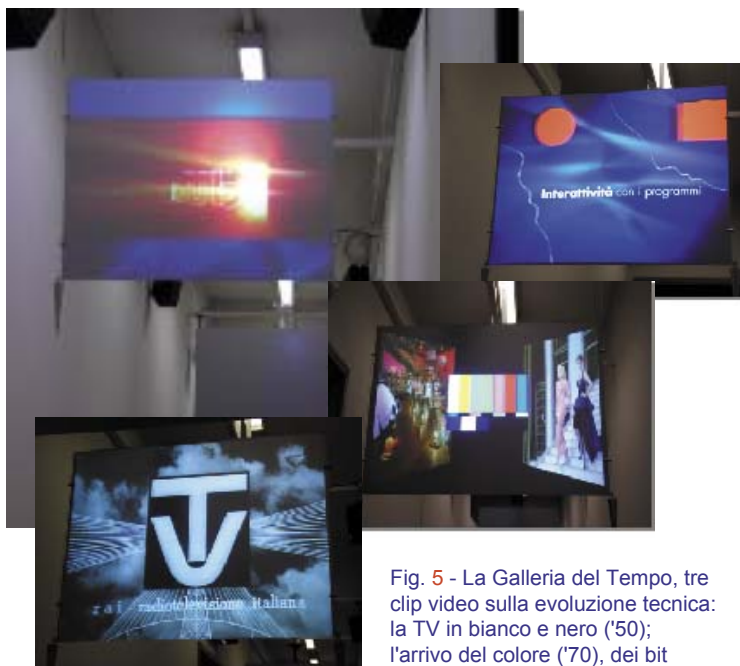 Interattività con i programmi
TV
rai radiotelevisione italiana
Fig. 5 - La Galleria del Tempo, tre
clip video sulla evoluzione tecnica:
la TV in bianco e nero ('50);
l'arrivo del colore ('70), dei bit